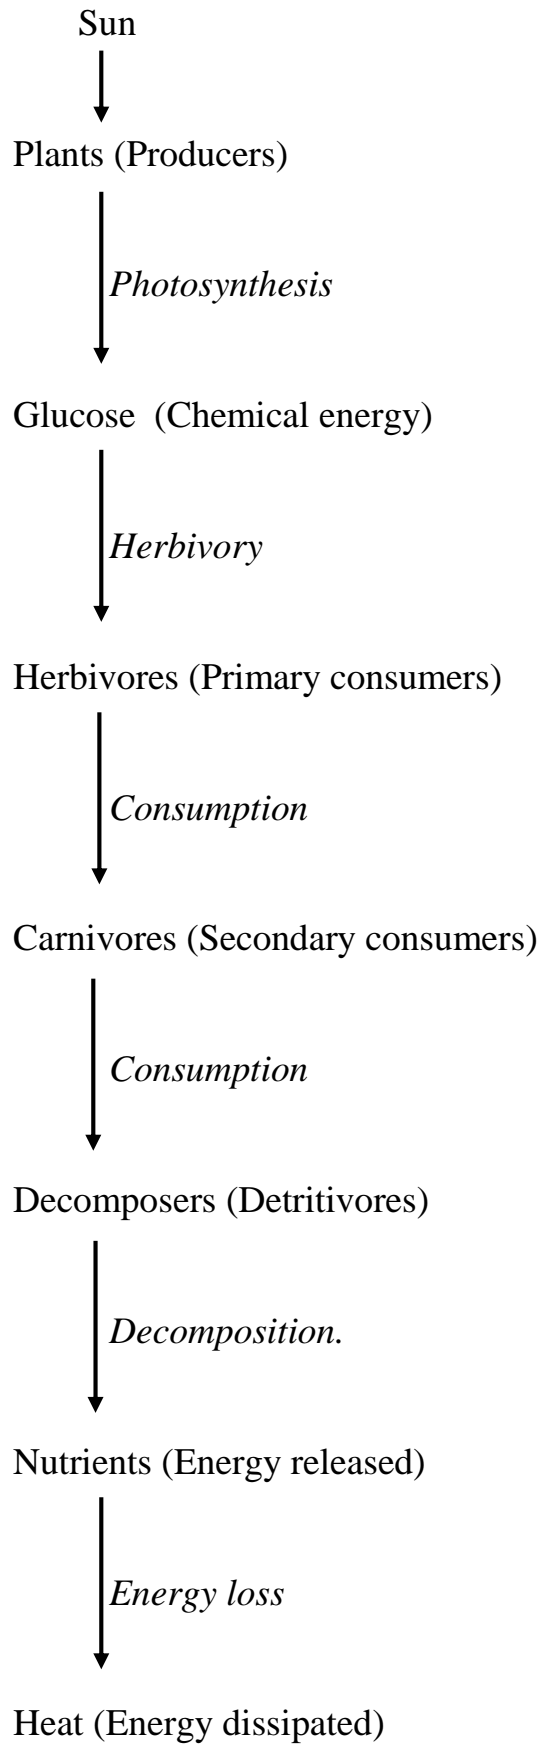 Sun
Plants (Producers)
Photosynthesis
Glucose  (Chemical energy)
Herbivory
Herbivores (Primary consumers)
Consumption
Carnivores (Secondary consumers)
Consumption
Decomposers (Detritivores)
Decomposition.
Nutrients (Energy released)
Energy loss
Heat (Energy dissipated)